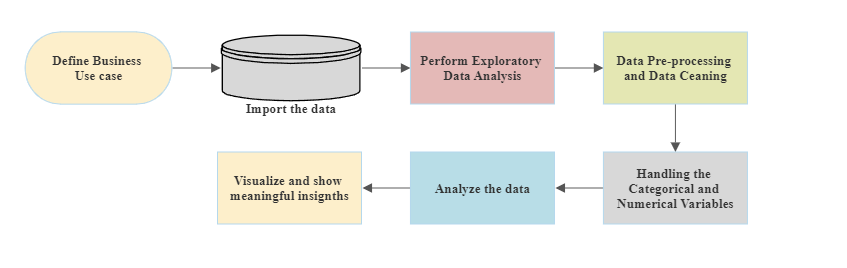 Define Business
Use case
Import the data
Perform Exploratory
Data Analysis
Data Pre-processing
and Data Ceaning
Handling the
Categorical and
Numerical Variables
Analyze the data
Visualize and show
meaningful insignths